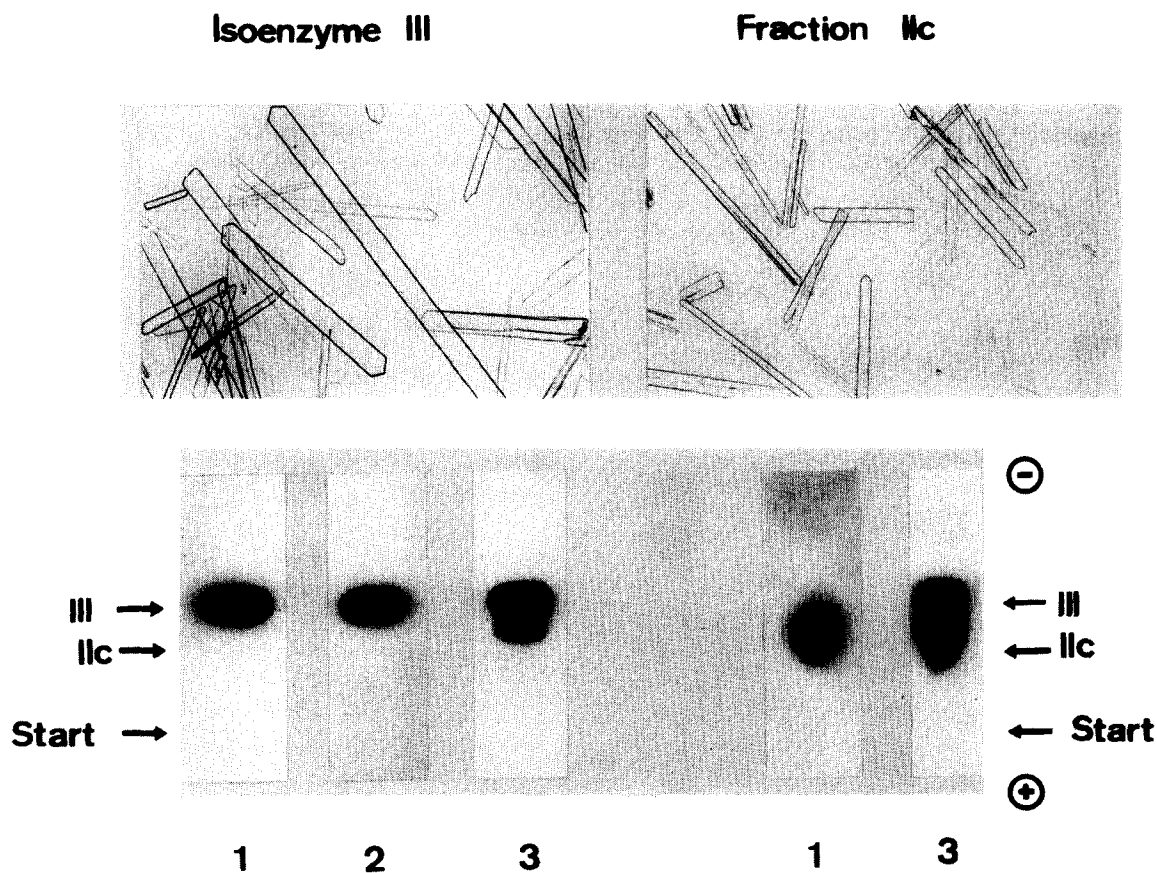 Isoenzyme III
Fraction IIc
⊖
III
IIc
Start
III
IIc
Start
⊕
1 2 3 1 3